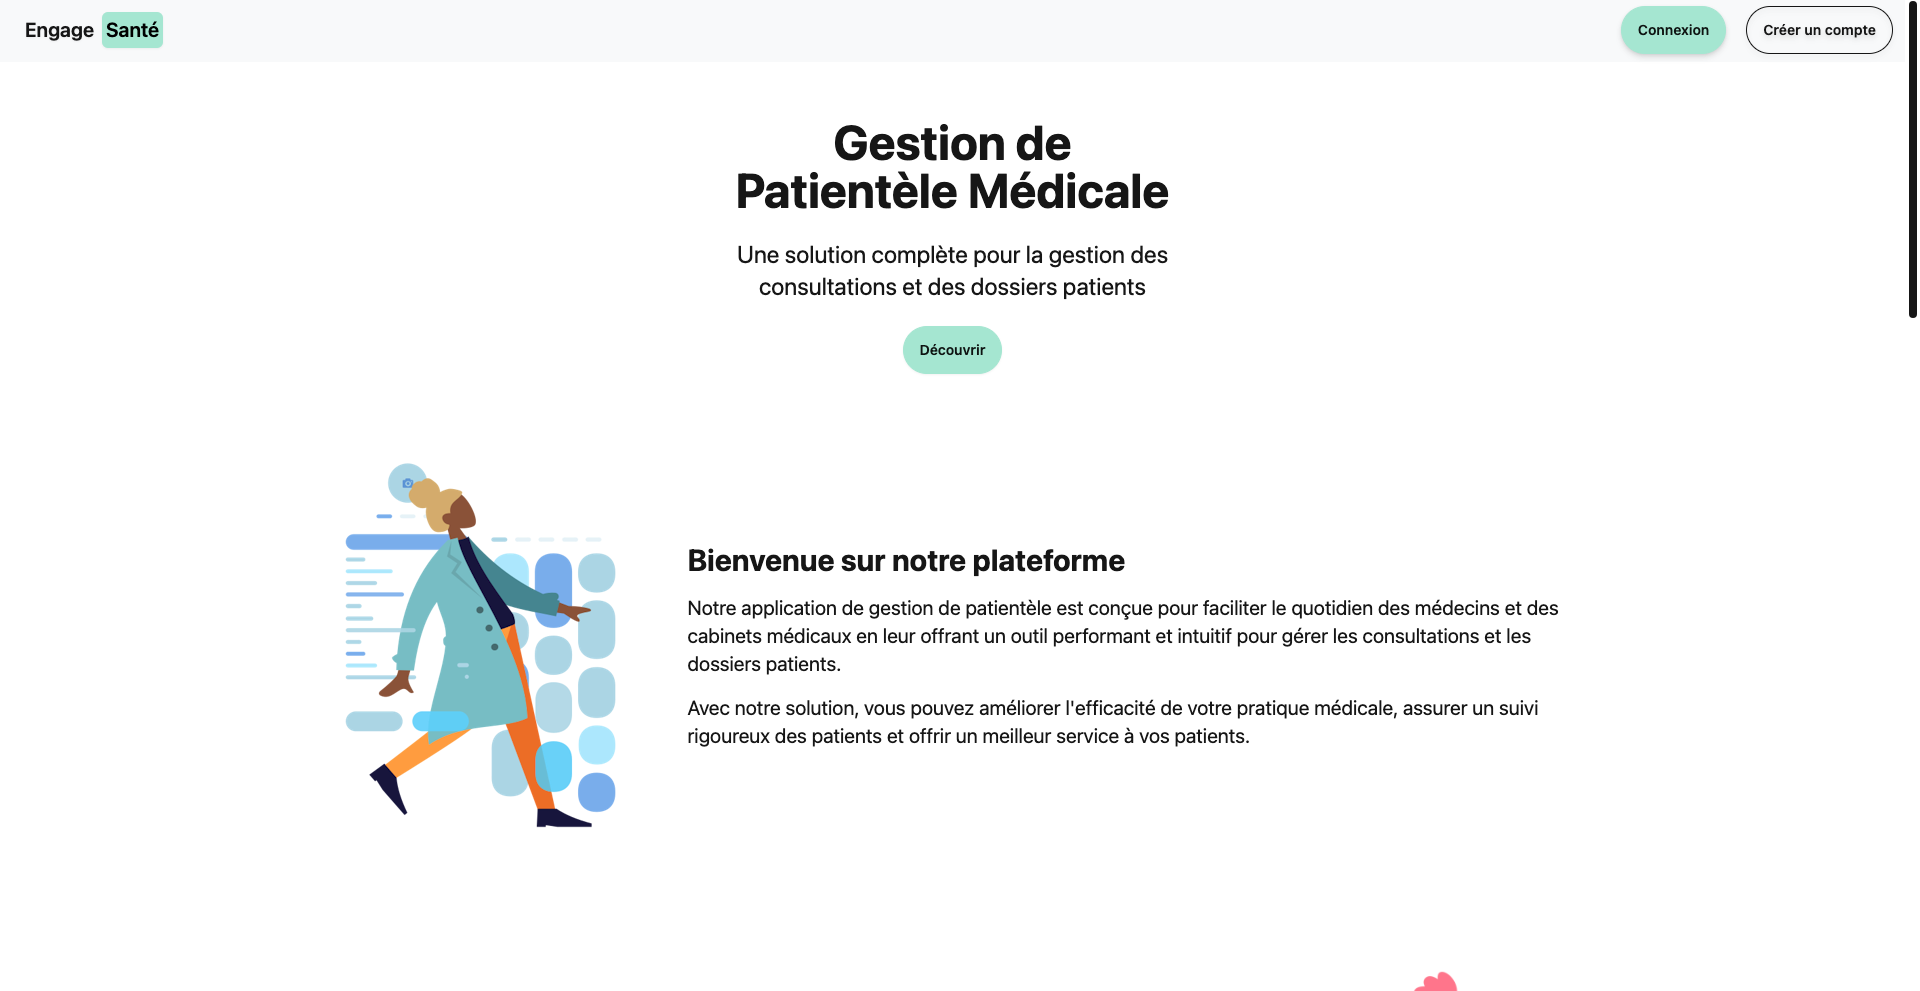 Engage Santé
Connexion
Créer un compte
Gestion de
Patientèle Médicale
Une solution complète pour la gestion des
consultations et des dossiers patients
Découvrir
Bienvenue sur notre plateforme
Notre application de gestion de patientèle est conçue pour faciliter le quotidien des médecins et des
cabinets médicaux en leur offrant un outil performant et intuitif pour gérer les consultations et les
dossiers patients.
Avec notre solution, vous pouvez améliorer l'efficacité de votre pratique médicale, assurer un suivi
rigoureux des patients et offrir un meilleur service à vos patients.